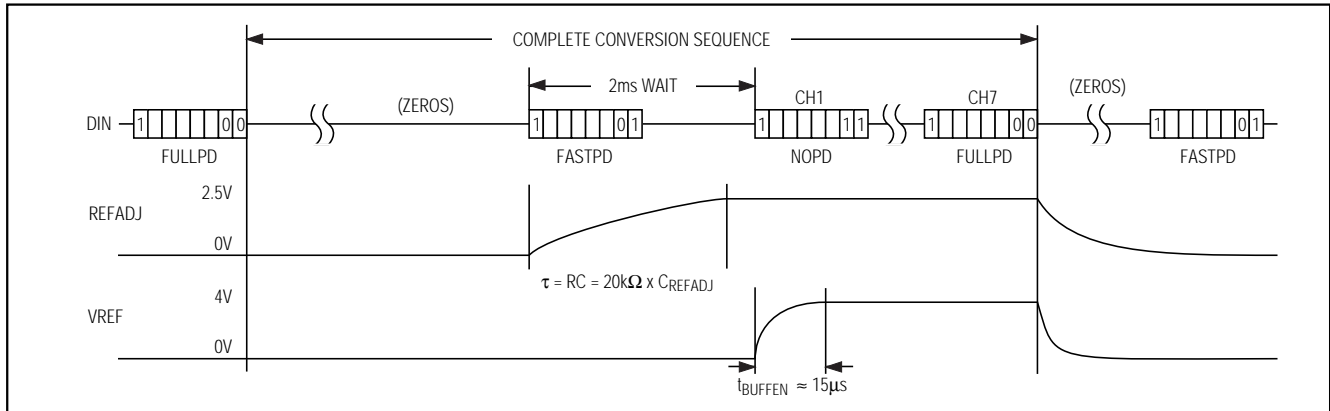 COMPLETE CONVERSION SEQUENCE
2ms WAIT
(ZEROS)
CH1
CH7
(ZEROS)
DIN
1 0 0
1 0 1
1 1 1
1 0 0
1 0 1
FULLPD
FASTPD
NOPD
FULLPD
FASTPD
2.5V
REFADJ
0V
τ = RC = 20kΩ x CREFADJ
4V
VREF
0V
tBUFFEN ≈ 15µs